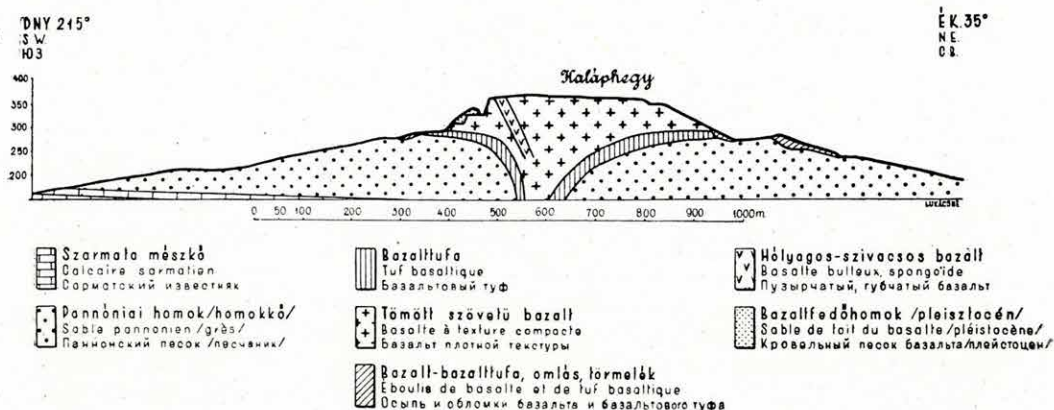 DNY 215°
S W.
ЮЗ
ÉK.35°
NE.
СВ.
Haláphegy
400
350
300
250
200
0 50 100 200 300 400 500 600 700 800 900 1000m.
Szarmata mészkő
Calcaire sarmatien
Сарматский известняк
Pannóniai homok/homokkő/
Sable pannonien/grès/
Паннонский песок/песчаник/
Bazalttufa
Tuf basaltique
Базальтовый туф
Tömött szövetű bazalt
Basalte à texture compacte
Базальт плотной текстуры
Bazalt-bazalttufa, omlás, törmelék
Éboulis de basalte et de tuf basaltique
Осыпь и обломки базальта и базальтового туфа
Hólyagos-szivacsos bazalt
Basalte bulleux, spongoïde
Пузырчатый, губчатый базальт
Bazaltfedőhomok /pleisztocén/
Sable de toit du basalte/pléistocène/
Кровельный песок базальта/плейстоцен/